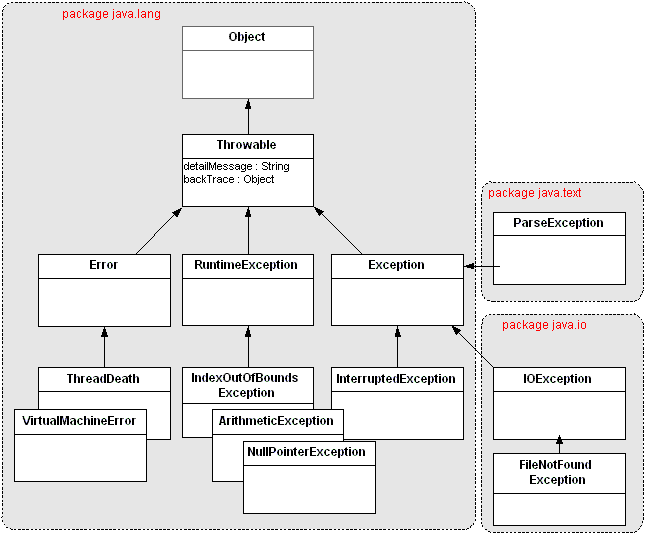 package java.lang
Object
Throwable
detailMessage : String
backTrace : Object
package java.text
ParseException
Error
RuntimeException
Exception
package java.io
ThreadDeath
IndexOutOfBounds
Exception
InterruptedException
IOException
VirtualMachineError
ArithmeticException
NullPointerException
FileNotFound
Exception